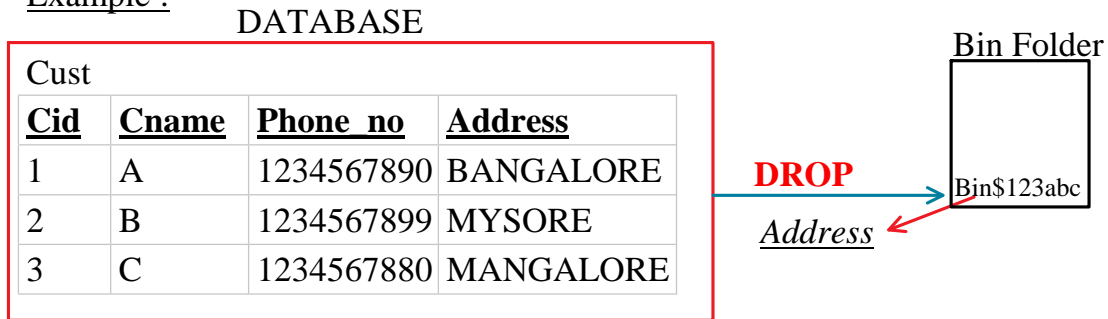 Example :
DATABASE
Bin Folder
Cust
Cid Cname Phone_no Address
1 A 1234567890 BANGALORE
2 B 1234567899 MYSORE
3 C 1234567880 MANGALORE
DROP
Bin$123abc
Address